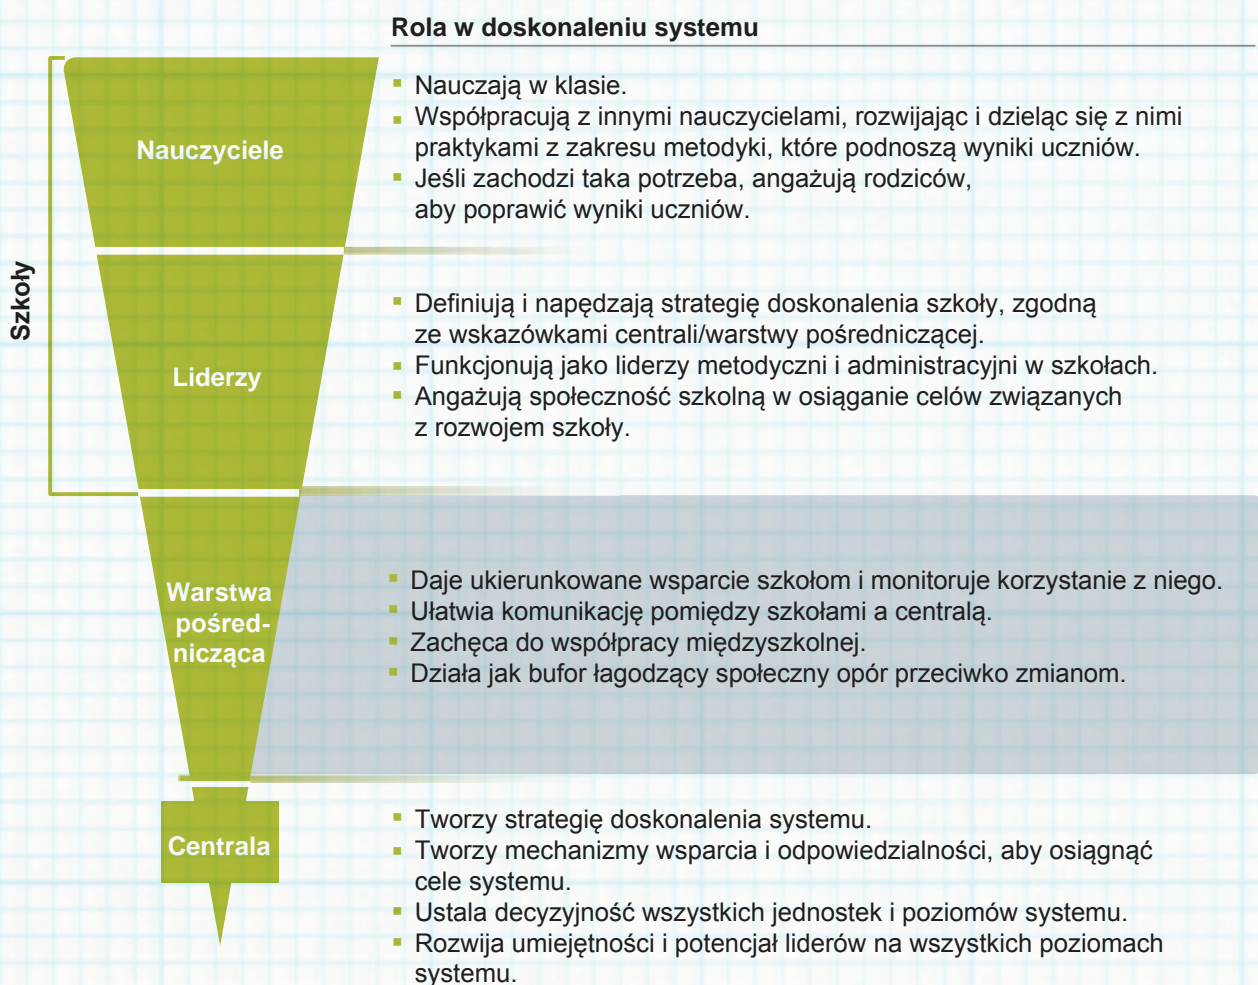 Rola w doskonaleniu systemu
Szkoły
Nauczyciele
Nauczają w klasie.
Współpracują z innymi nauczycielami, rozwijając i dzieląc się z nimi
praktykami z zakresu metodyki, które podnoszą wyniki uczniów.
Jeśli zachodzi taka potrzeba, angażują rodziców,
aby poprawić wyniki uczniów.
Liderzy
Definiują i napędzają strategię doskonalenia szkoły, zgodną
ze wskazówkami centrali/warstwy pośredniczącej.
Funkcjonują jako liderzy metodyczni i administracyjni w szkołach.
Angażują społeczność szkolną w osiąganie celów związanych
z rozwojem szkoły.
Warstwa
pośred-
nicząca
Daje ukierunkowane wsparcie szkołom i monitoruje korzystanie z niego.
Ułatwia komunikację pomiędzy szkołami a centralą.
Zachęca do współpracy międzyszkolnej.
Działa jak bufor łagodzący społeczny opór przeciwko zmianom.
Centrala
Tworzy strategię doskonalenia systemu.
Tworzy mechanizmy wsparcia i odpowiedzialności, aby osiągnąć
cele systemu.
Ustala decyzyjność wszystkich jednostek i poziomów systemu.
Rozwija umiejętności i potencjał liderów na wszystkich poziomach
systemu.